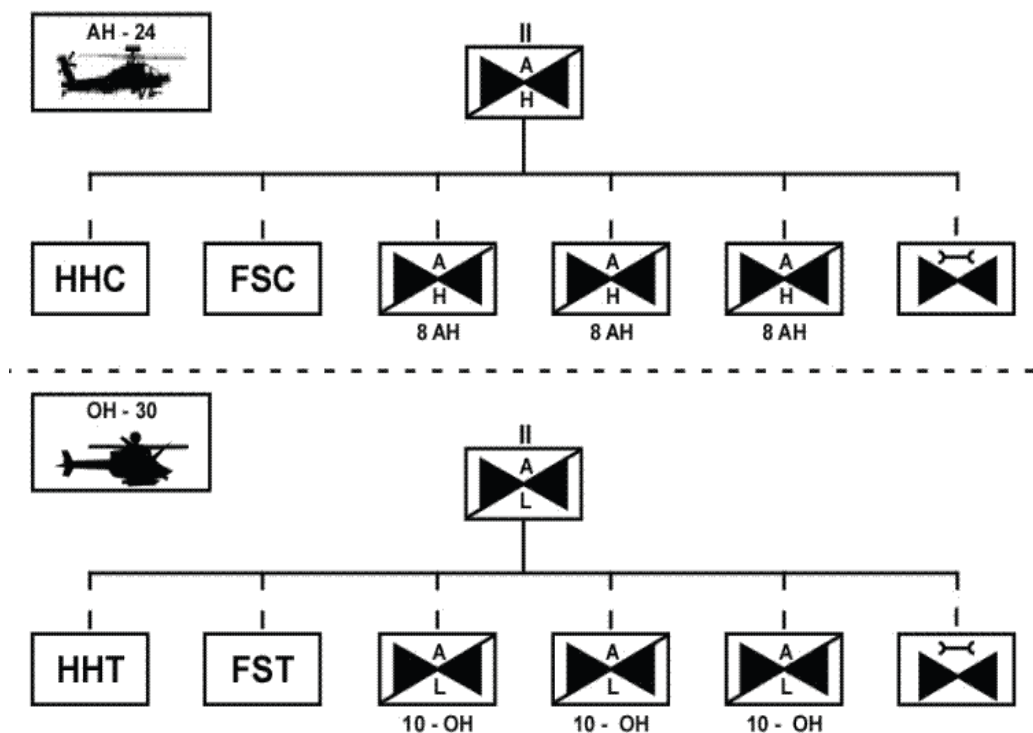 AH - 24
II
A
H
I I I I I I
HHC FSC A A A
H H H
8 AH 8 AH 8 AH
OH - 30
II
A
L
I I I I I I
HHT FST A A A
L L L
10 - OH 10 - OH 10 - OH